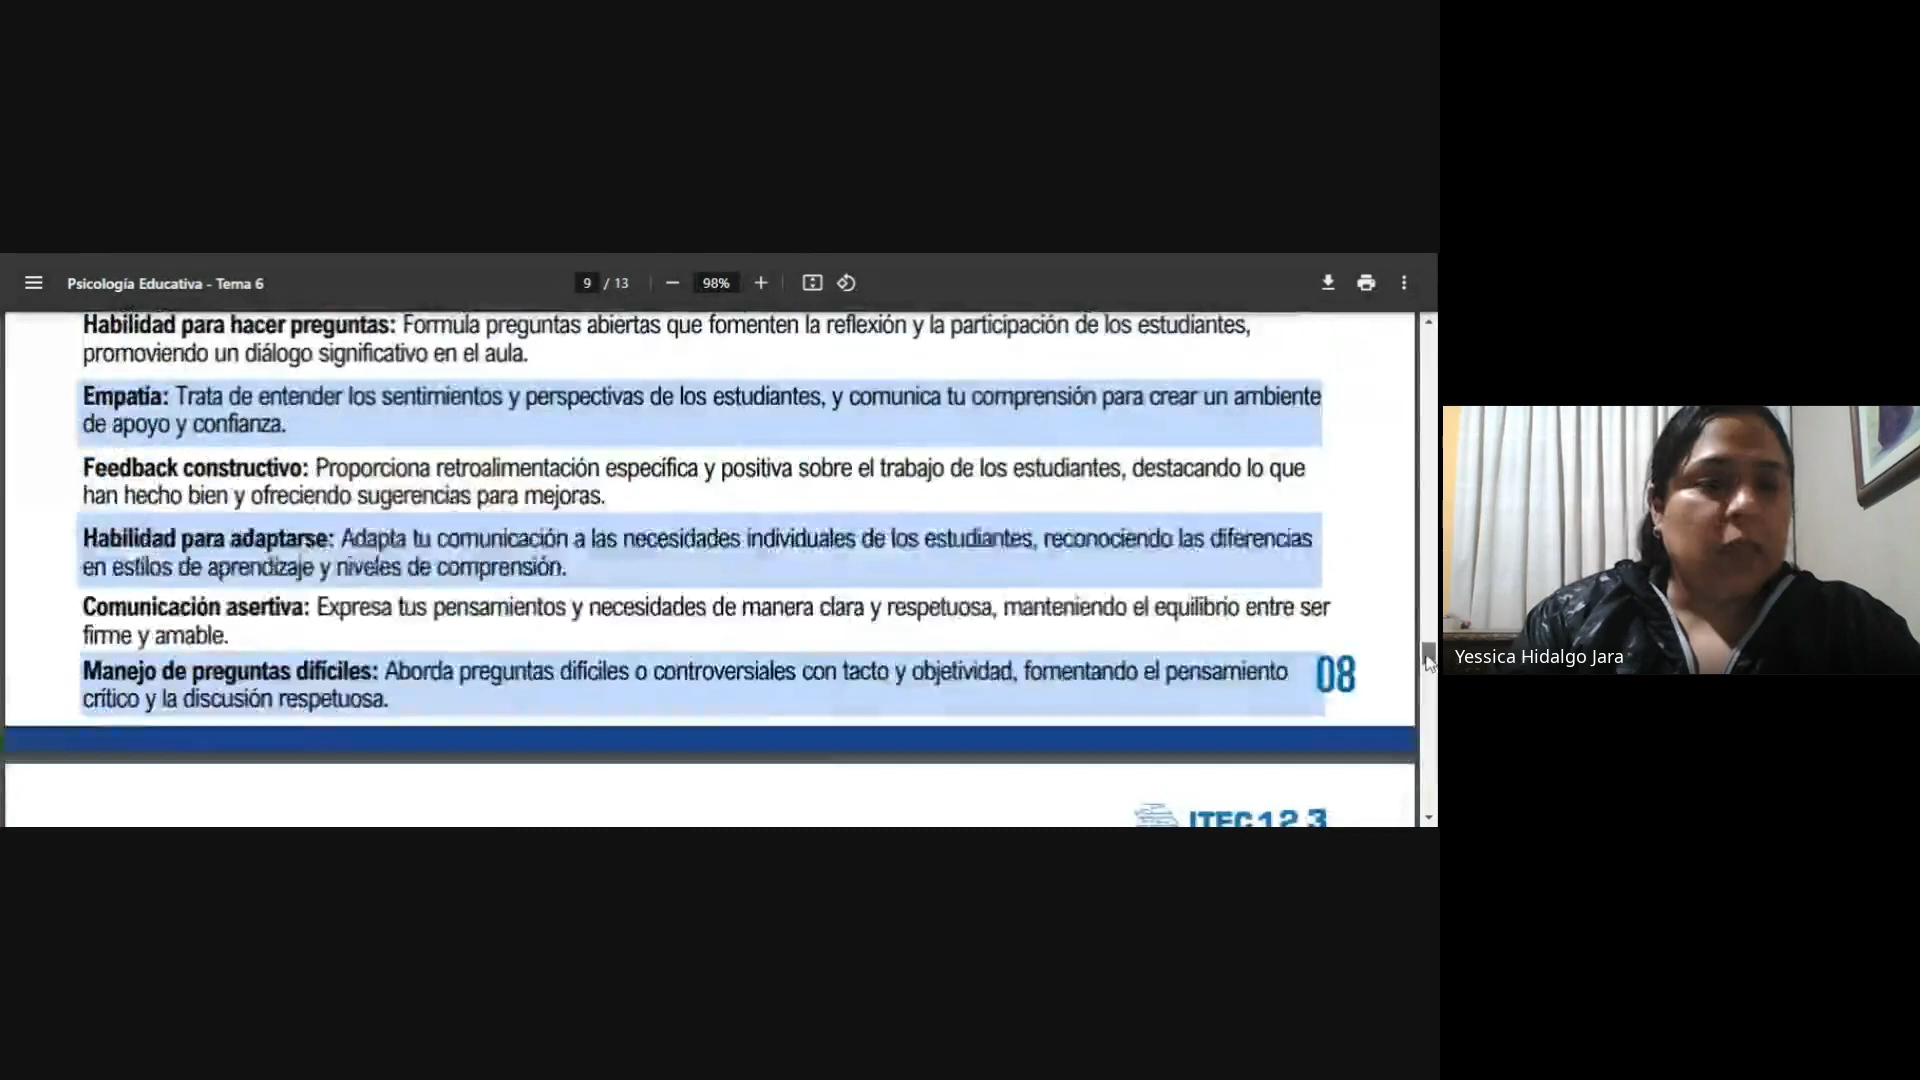 Psicología Educativa - Tema 6
9 / 13
98%
Habilidad para hacer preguntas: Formula preguntas abiertas que fomenten la reflexión y la participación de los estudiantes,
promoviendo un diálogo significativo en el aula.
Empatía: Trata de entender los sentimientos y perspectivas de los estudiantes, y comunica tu comprensión para crear un ambiente
de apoyo y confianza.
Feedback constructivo: Proporciona retroalimentación específica y positiva sobre el trabajo de los estudiantes, destacando lo que
han hecho bien y ofreciendo sugerencias para mejoras.
Habilidad para adaptarse: Adapta tu comunicación a las necesidades individuales de los estudiantes, reconociendo las diferencias
en estilos de aprendizaje y niveles de comprensión.
Comunicación asertiva: Expresa tus pensamientos y necesidades de manera clara y respetuosa, manteniendo el equilibrio entre ser
firme y amable.
Manejo de preguntas difíciles: Aborda preguntas difíciles o controversiales con tacto y objetividad, fomentando el pensamiento
crítico y la discusión respetuosa.
08
ITEC 1 2 3
Yessica Hidalgo Jara